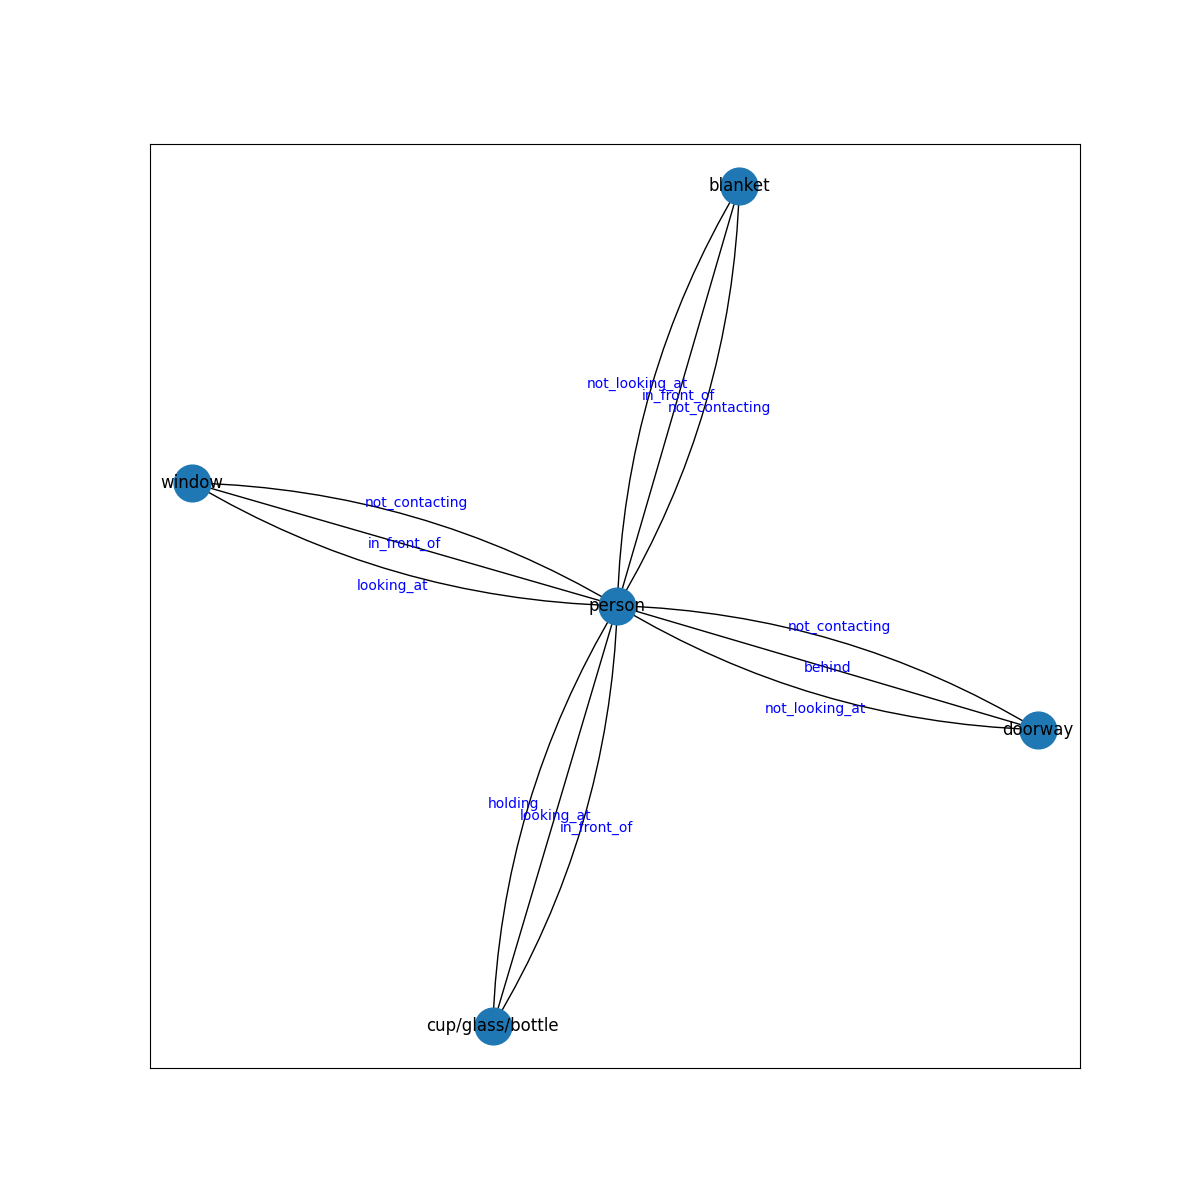 blanket
not_looking_at
in_front_of
not_contacting
window
not_contacting
in_front_of
looking_at
person
not_contacting
behind
not_looking_at
doorway
holding
looking_at
in_front_of
cup/glass/bottle